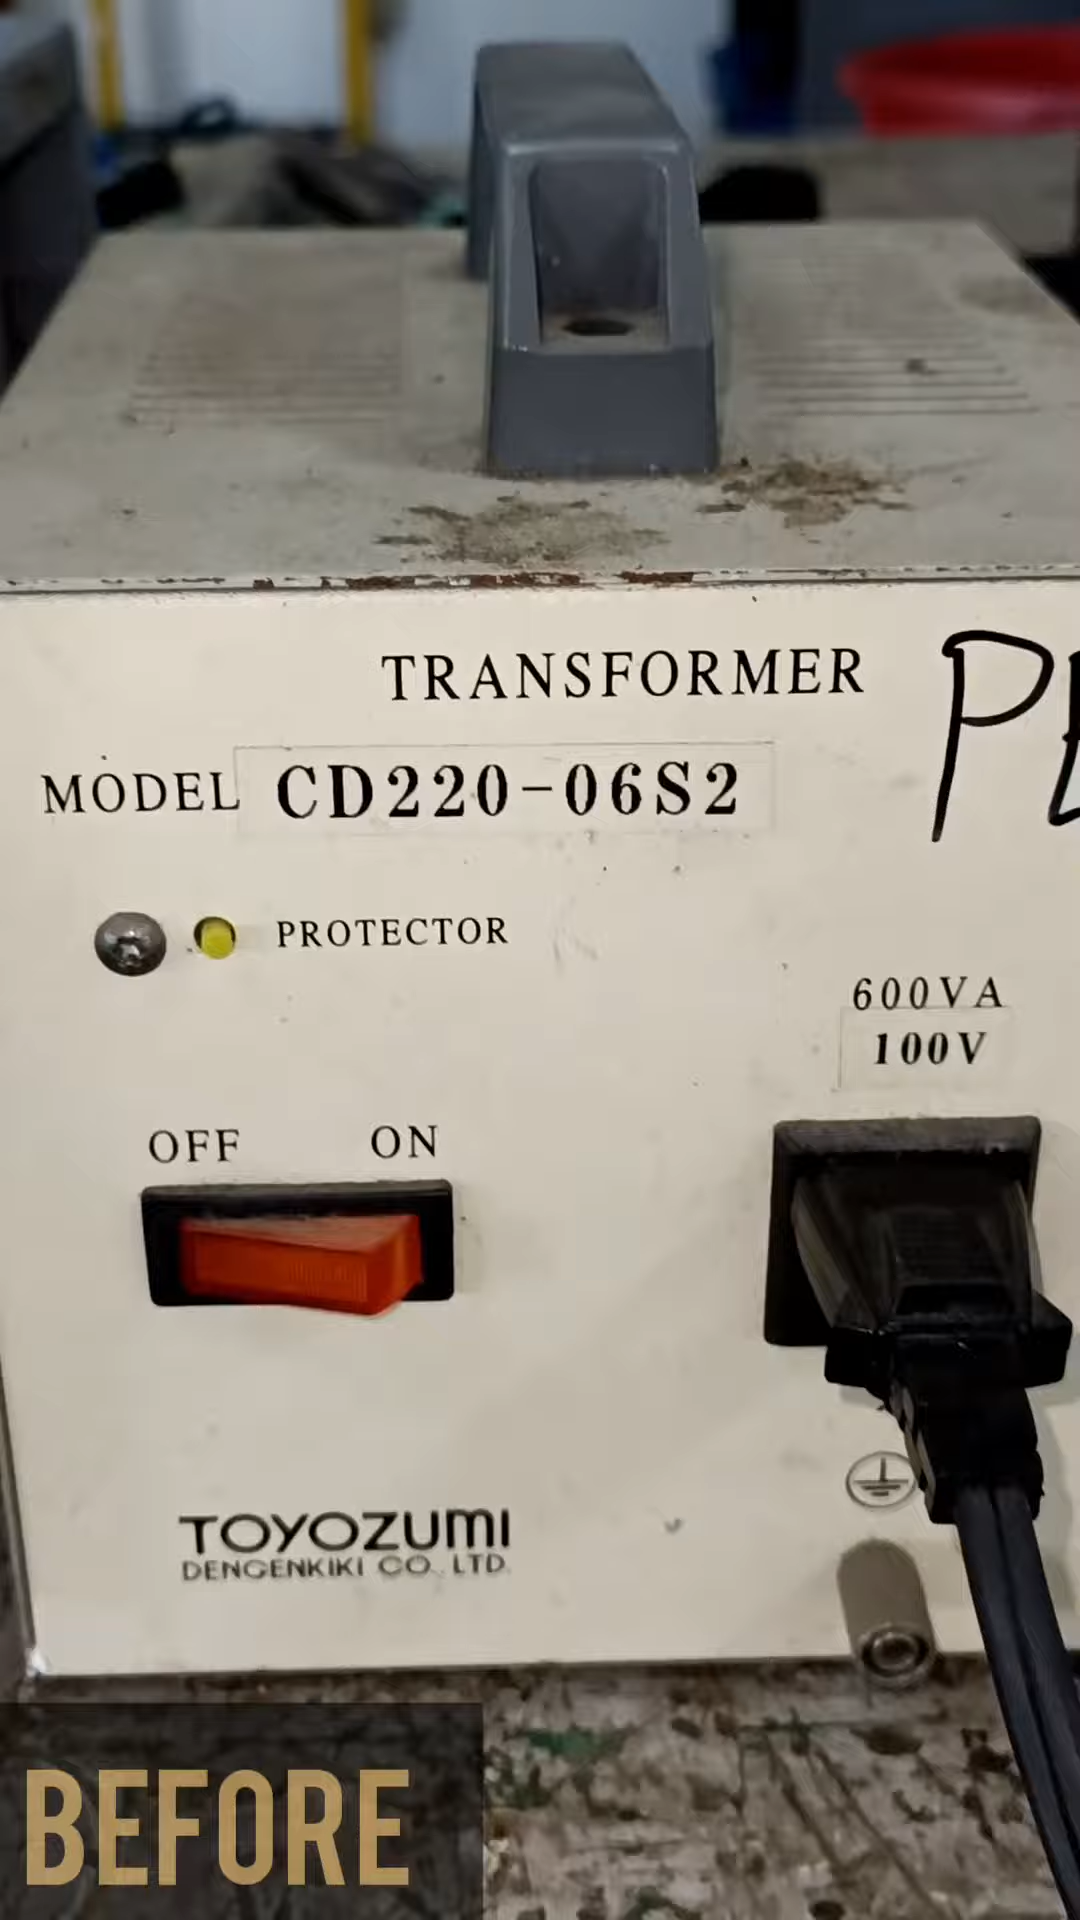 TRANSFORMER
MODEL CD220-06S2
PROTECTOR
600VA
100V
OFF ON
TOYOZUMI
DENGENKIKI CO., LTD.
BEFORE